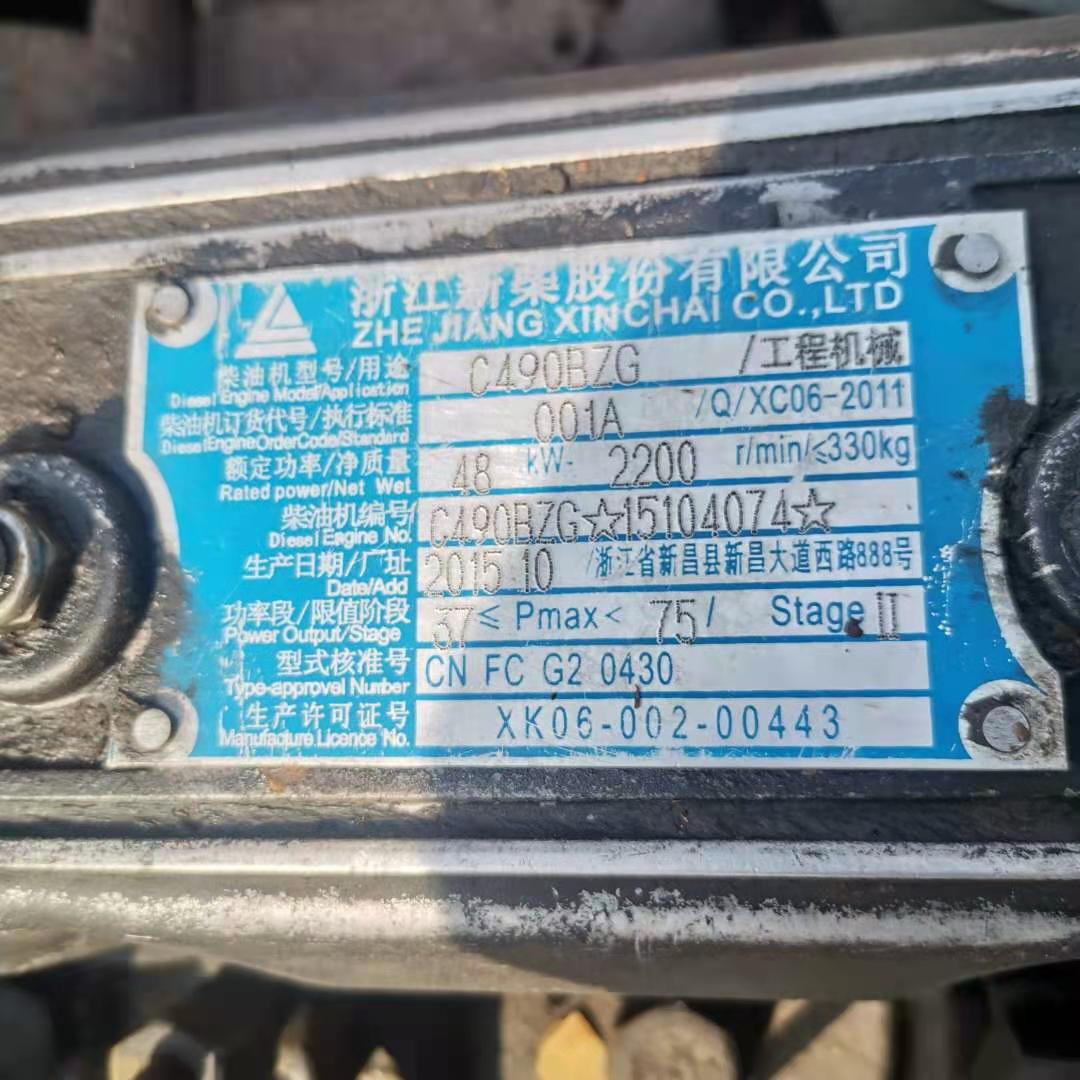 浙江新柴股份有限公司
ZHE JIANG XINCHAI CO.,LTD
柴油机型号/用途 C490BZG /工程机械
Diesel Engine Model/Application
柴油机订货代号/执行标准 001A /Q/XC06-2011
Diesel Engine Order Code/Standard
额定功率/净质量 48 kW- 2200 r/min/≤330kg
Rated power/Net Wet
柴油机编号 C490BZG☆15104074☆
Diesel Engine No.
生产日期/厂址 2015 10 /浙江省新昌县新昌大道西路888号
Date/Add
功率段/限值阶段 37 ≤ Pmax < 75 / Stage II
Power Output/Stage
型式核准号 CN FC G2 0430
Type-approvel Number
生产许可证号 XK06-002-00443
Manufacture Licence No.